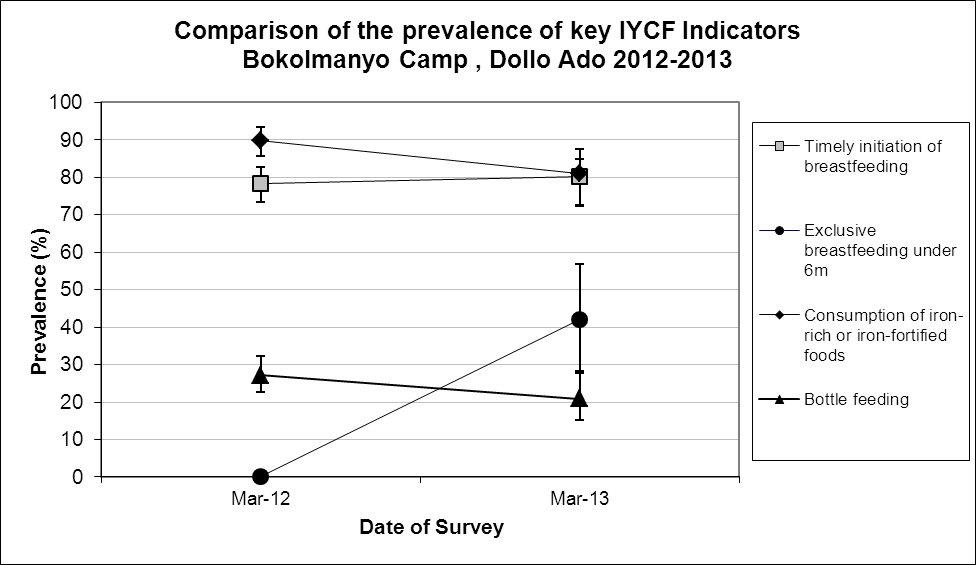 Comparison of the prevalence of key IYCF Indicators
Bokolmanyo Camp , Dollo Ado 2012-2013
100
90
80
70
60
50
40
30
20
10
0
Prevalence (%)
Mar-12
Mar-13
Date of Survey
Timely initiation of
breastfeeding
Exclusive
breastfeeding under
6m
Consumption of iron-
rich or iron-fortified
foods
Bottle feeding